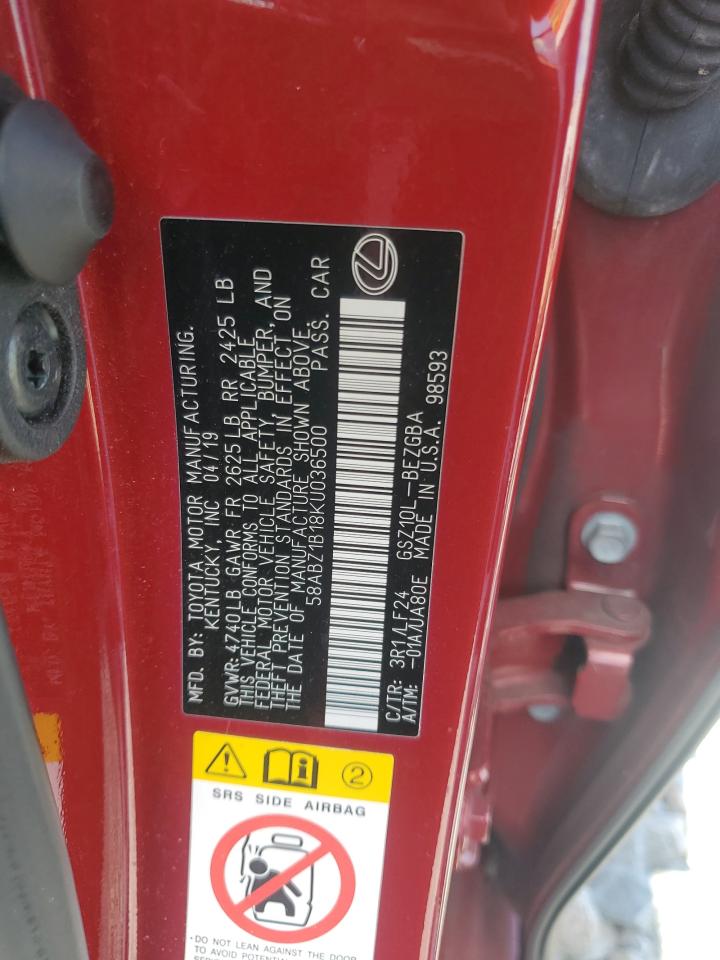 MFD. BY: TOYOTA MOTOR MANUFACTURING.
KENTUCKY, INC 04/19
GVWR: 4740LB GAWR FR 2625LB RR 2425 LB
THIS VEHICLE CONFORMS TO ALL APPLICABLE
FEDERAL MOTOR VEHICLE SAFETY, BUMPER, AND
THEFT PREVENTION STANDARDS IN EFFECT ON
THE DATE OF MANUFACTURE SHOWN ABOVE.
58ABZ1B18KU036500 PASS. CAR
C/TR: 3R1/LF24 GSZ10L-BEZGBA
A/TM: -01A/UA80E MADE IN U.S.A. 98593
2
SRS SIDE AIRBAG
•DO NOT LEAN AGAINST THE DOOR
TO AVOID POTENTIAL